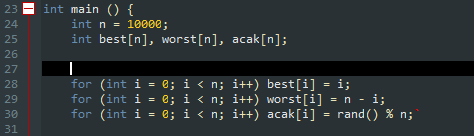 23 int main () {
24 int n = 10000;
25 int best[n], worst[n], acak[n];
26
27
28 for (int i = 0; i < n; i++) best[i] = i;
29 for (int i = 0; i < n; i++) worst[i] = n - i;
30 for (int i = 0; i < n; i++) acak[i] = rand() % n;
31